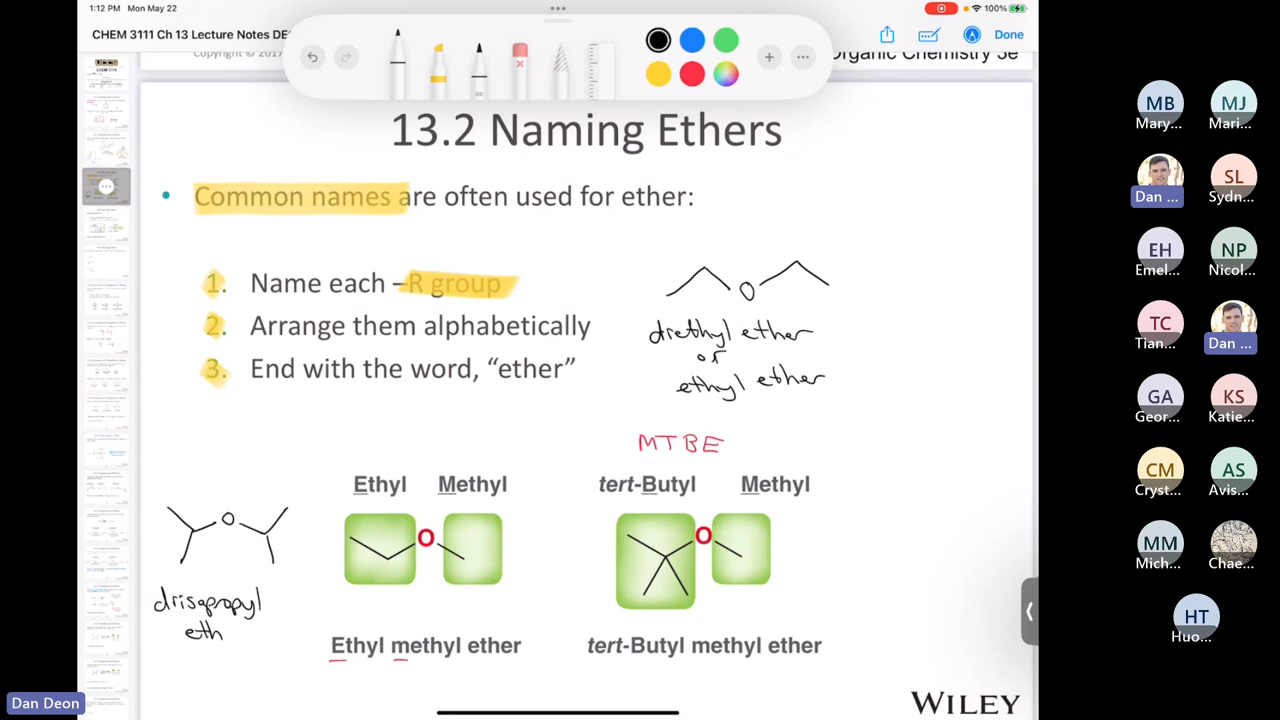 1:12 PM Mon May 22
100%
CHEM 3111 Ch 13 Lecture Notes DE
Done
Copyright © 2017
Organic Chemistry 3e
13.2 Naming Ethers
• Common names are often used for ether:
1. Name each –R group
2. Arrange them alphabetically
3. End with the word, “ether”
O
diethyl ether
or
ethyl ether
MTBE
Ethyl Methyl
tert-Butyl Methyl
O
O
O
diisopropyl
eth
Ethyl methyl ether
tert-Butyl methyl ether
WILEY
MB
Mary...
MJ
Mari...
Dan ...
SL
Sydn...
EH
Emel...
NP
Nicol...
TC
Tian...
Dan ...
GA
Geor...
KS
Katie...
CM
Cryst...
AS
Avis...
MM
Mich...
Chae...
HT
Huo...
Dan Deon